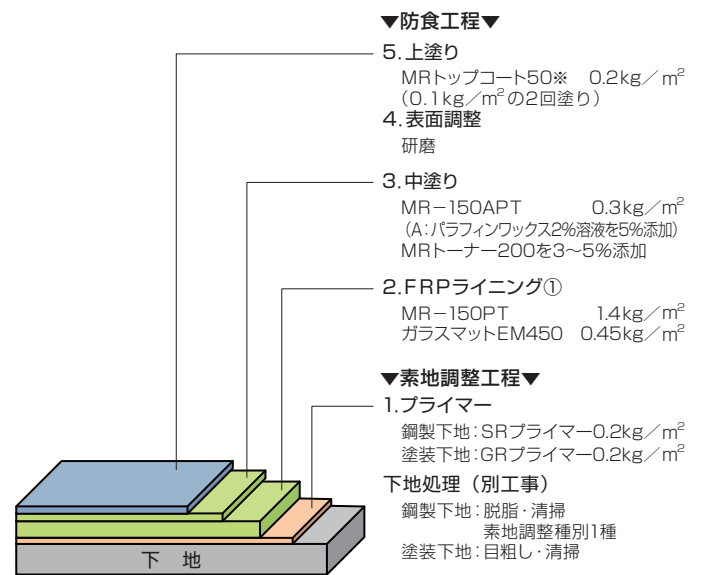 ▼防食工程▼
5.上塗り
MRトップコート50※　0.2kg／m²
（0.1kg／m²の2回塗り）
4.表面調整
研磨
3.中塗り
MR－150APT　0.3kg／m²
（A：パラフィンワックス2%溶液を5%添加）
MRトーナー200を3～5%添加
2.FRPライニング①
MR－150PT　1.4kg／m²
ガラスマットEM450　0.45kg／m²
▼素地調整工程▼
1.プライマー
鋼製下地：SRプライマー0.2kg／m²
塗装下地：GRプライマー0.2kg／m²
下地処理（別工事）
鋼製下地：脱脂・清掃
素地調整種別1種
塗装下地：目粗し・清掃
下　地